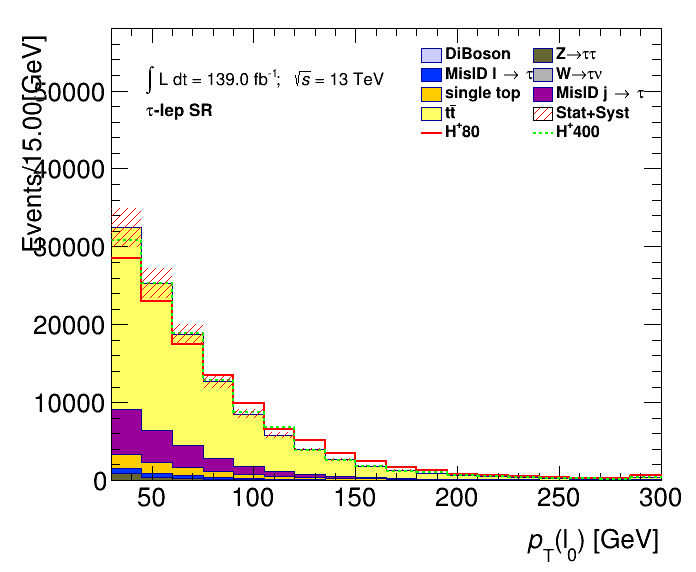 Events/15.00[GeV]
∫ L dt = 139.0 fb⁻¹; √s = 13 TeV
τ-lep SR
DiBoson
Z→ττ
MisID l → τ
W→τν
single top
MisID j → τ
tt̄
Stat+Syst
H⁺80
H⁺400
50000
40000
30000
20000
10000
0
50 100 150 200 250 300
p_T(l_0) [GeV]